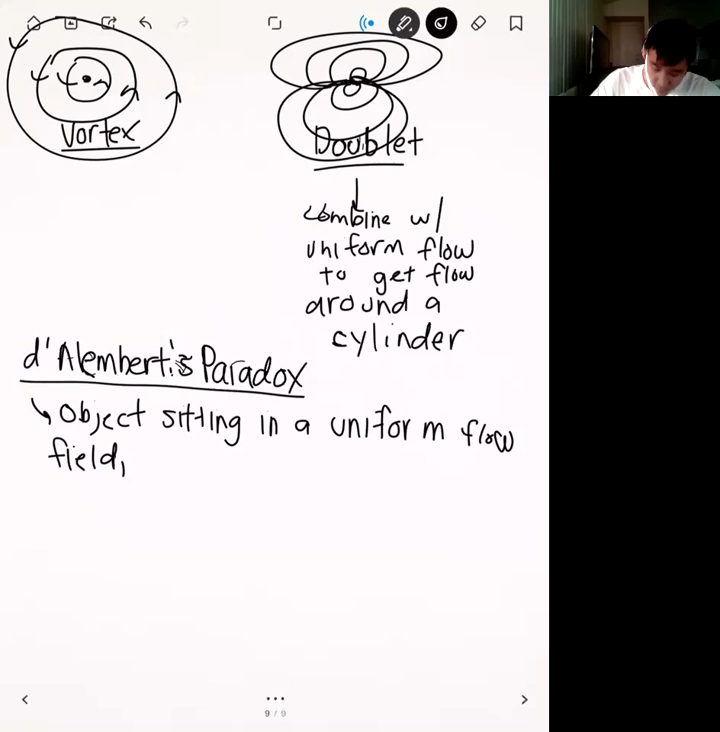 Vortex
Doublet
combine w/
uniform flow
to get flow
around a
cylinder
d'Alembert's Paradox
object sitting in a uniform flow
field,
9 / 9